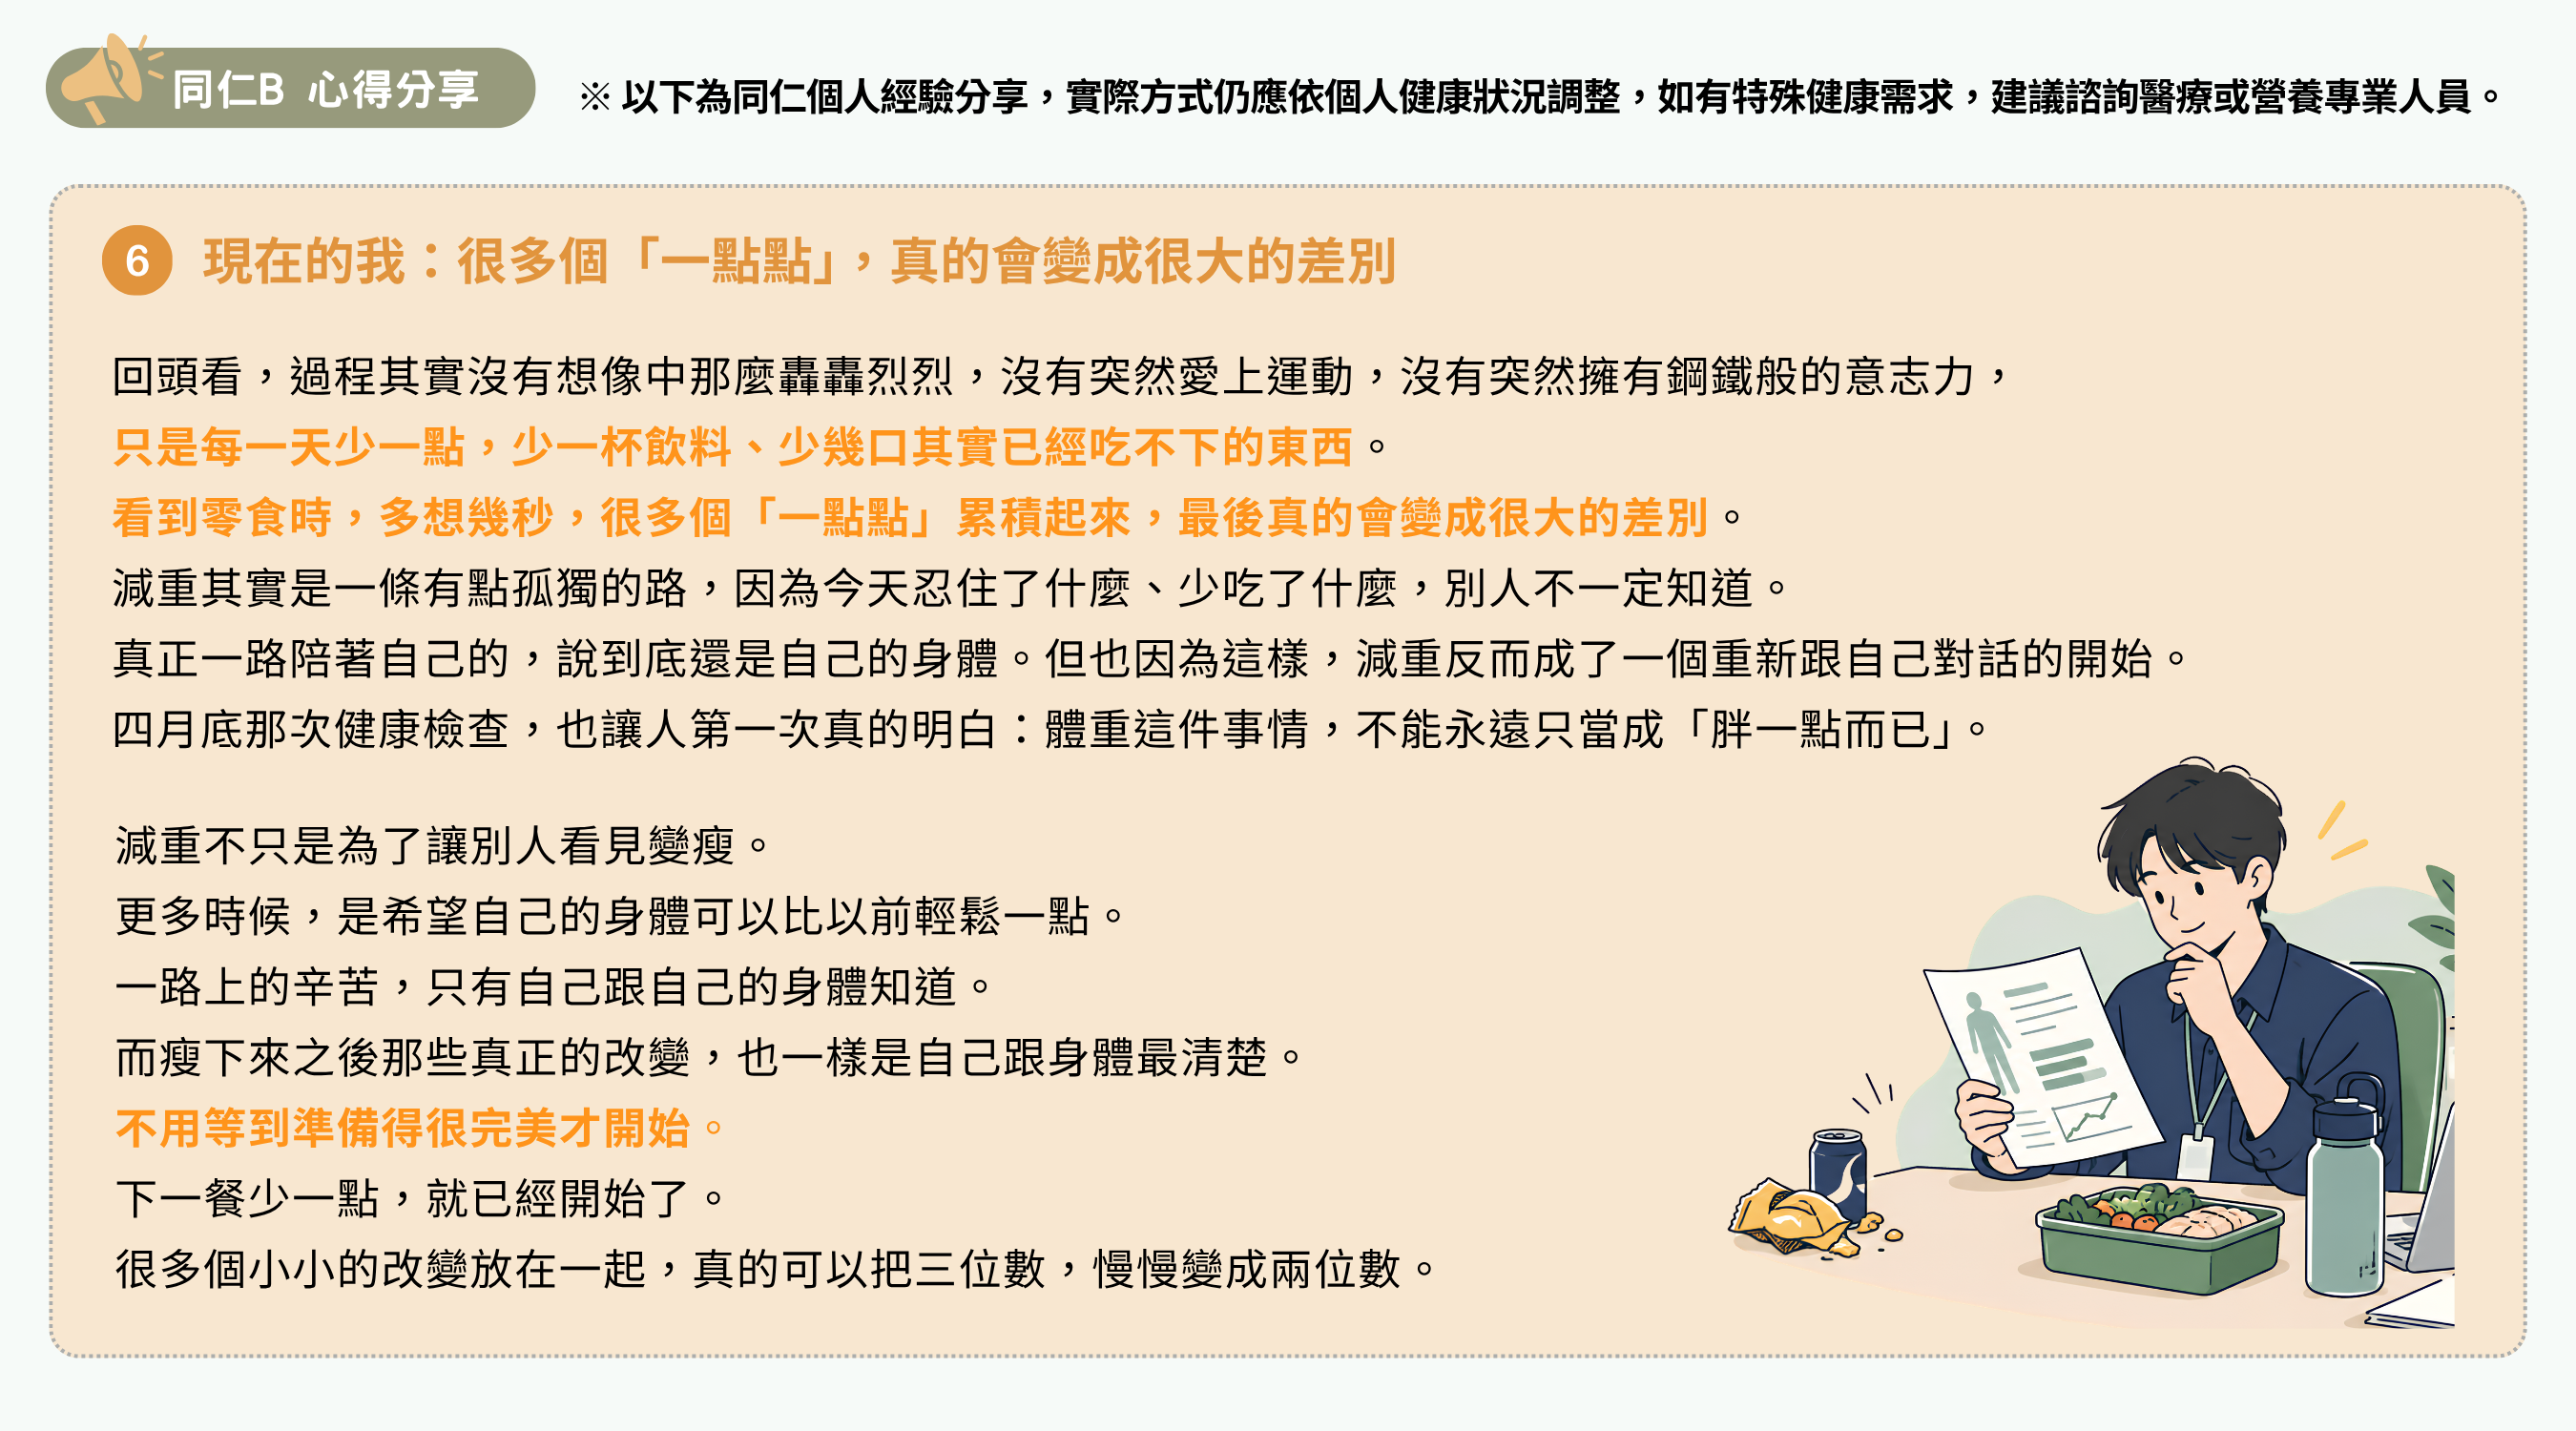 同仁B 心得分享
※ 以下為同仁個人經驗分享，實際方式仍應依個人健康狀況調整，如有特殊健康需求，建議諮詢醫療或營養專業人員。
6 現在的我：很多個「一點點」，真的會變成很大的差別
回頭看，過程其實沒有想像中那麼轟轟烈烈，沒有突然愛上運動，沒有突然擁有鋼鐵般的意志力，
只是每一天少一點，少一杯飲料、少幾口其實已經吃不下的東西。
看到零食時，多想幾秒，很多個「一點點」累積起來，最後真的會變成很大的差別。
減重其實是一條有點孤獨的路，因為今天忍住了什麼、少吃了什麼，別人不一定知道。
真正一路陪著自己的，說到底還是自己的身體。但也因為這樣，減重反而成了一個重新跟自己對話的開始。
四月底那次健康檢查，也讓人第一次真的明白：體重這件事情，不能永遠只當成「胖一點而已」。
減重不只是為了讓別人看見變瘦。
更多時候，是希望自己的身體可以比以前輕鬆一點。
一路上的辛苦，只有自己跟自己的身體知道。
而瘦下來之後那些真正的改變，也一樣是自己跟身體最清楚。
不用等到準備得很完美才開始。
下一餐少一點，就已經開始了。
很多個小小的改變放在一起，真的可以把三位數，慢慢變成兩位數。